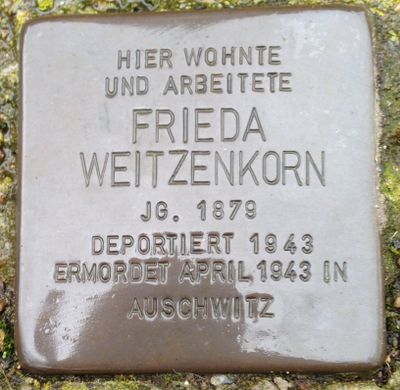 HIER WOHNTE
UND ARBEITETE
FRIEDA
WEITZENKORN
JG. 1879
DEPORTIERT 1943
ERMORDET APRIL 1943 IN
AUSCHWITZ